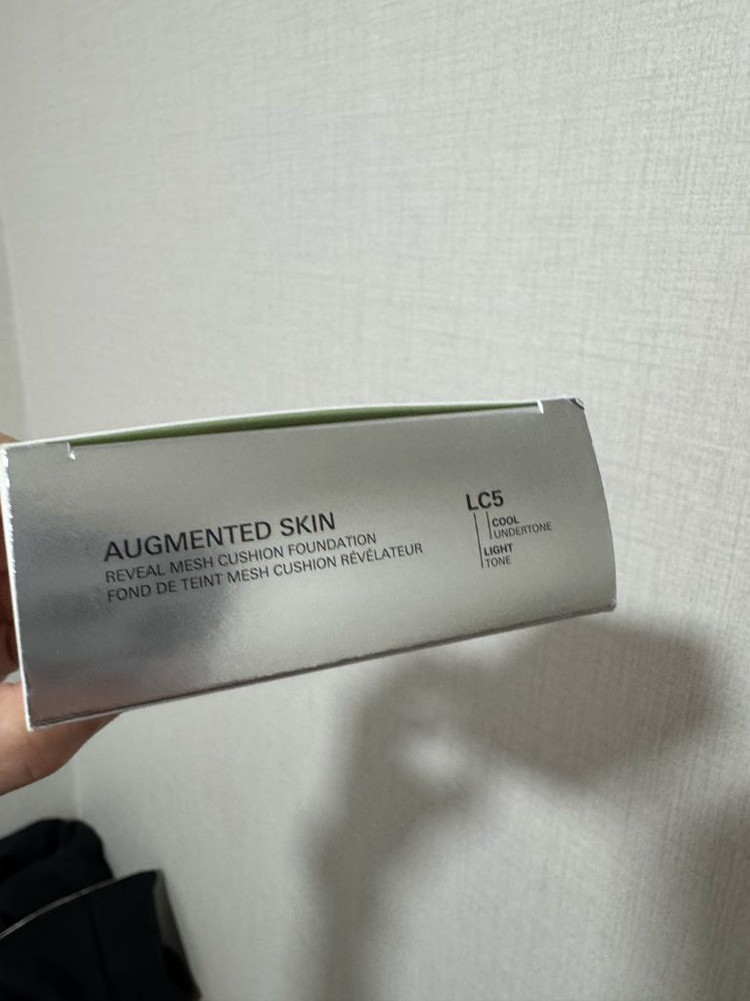 AUGMENTED SKIN
REVEAL MESH CUSHION FOUNDATION
FOND DE TEINT MESH CUSHION RÉVÉLATEUR
LC5
COOL
UNDERTONE
LIGHT
TONE